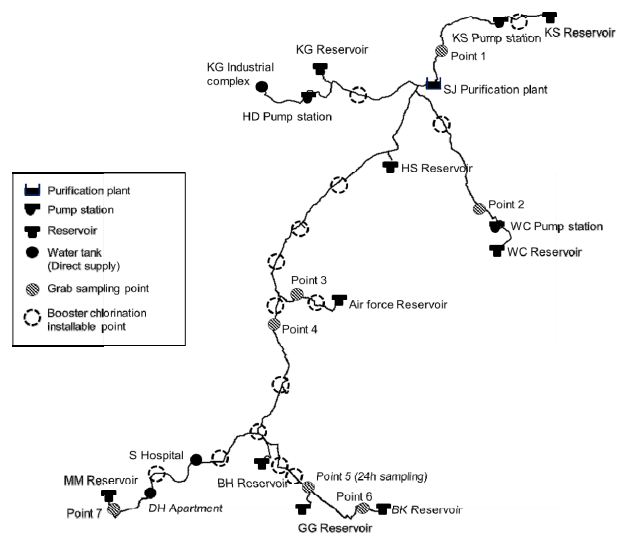 KS Pump station
KS Reservoir
Point 1
KG Reservoir
KG Industrial
complex
SJ Purification plant
HD Pump station
HS Reservoir
Purification plant
Pump station
Reservoir
Water tank
(Direct supply)
Grab sampling point
Booster chlorination
installable point
Point 2
WC Pump station
WC Reservoir
Point 3
Air force Reservoir
Point 4
S Hospital
MM Reservoir
BH Reservoir
Point 5 (24h sampling)
Point 6
DH Apartment
Point 7
BK Reservoir
GG Reservoir